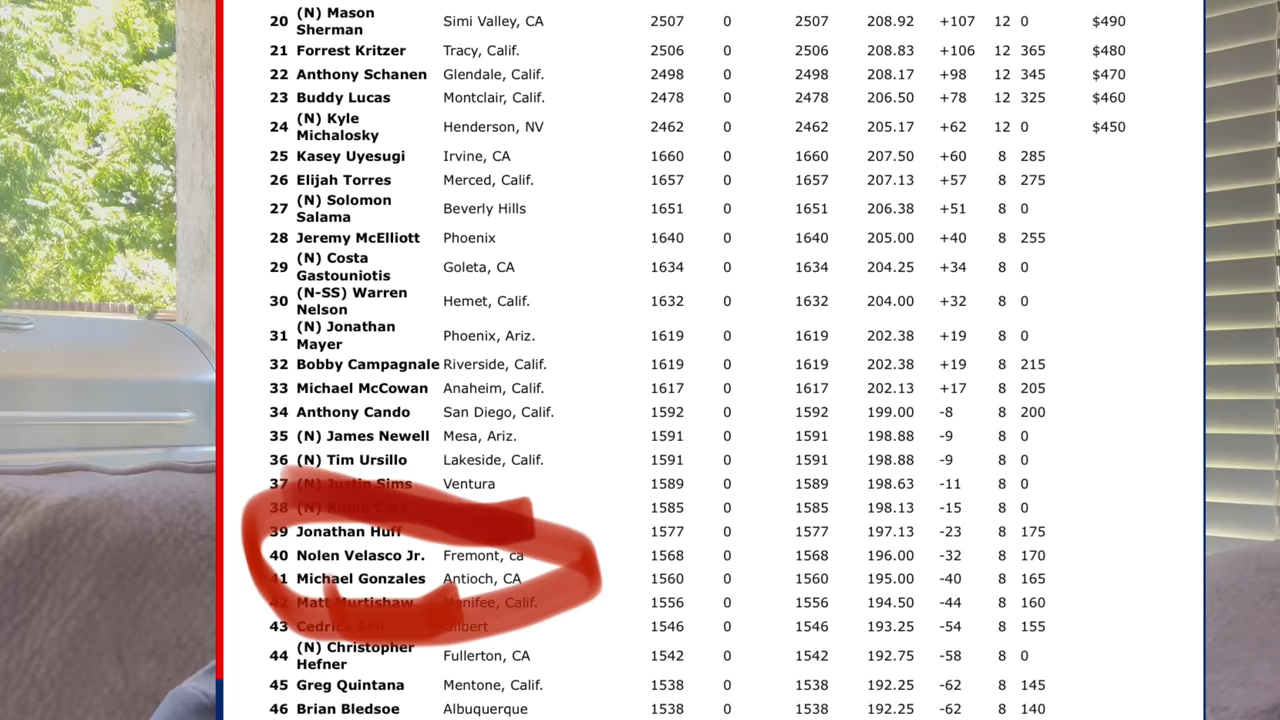 20 (N) Mason Sherman Simi Valley, CA 2507 0 2507 208.92 +107 12 0 $490
21 Forrest Kritzer Tracy, Calif. 2506 0 2506 208.83 +106 12 365 $480
22 Anthony Schanen Glendale, Calif. 2498 0 2498 208.17 +98 12 345 $470
23 Buddy Lucas Montclair, Calif. 2478 0 2478 206.50 +78 12 325 $460
24 (N) Kyle Michalosky Henderson, NV 2462 0 2462 205.17 +62 12 0 $450
25 Kasey Uyesugi Irvine, CA 1660 0 1660 207.50 +60 8 285
26 Elijah Torres Merced, Calif. 1657 0 1657 207.13 +57 8 275
27 (N) Solomon Salama Beverly Hills 1651 0 1651 206.38 +51 8 0
28 Jeremy McElliott Phoenix 1640 0 1640 205.00 +40 8 255
29 (N) Costa Gastouniotis Goleta, CA 1634 0 1634 204.25 +34 8 0
30 (N-SS) Warren Nelson Hemet, Calif. 1632 0 1632 204.00 +32 8 0
31 (N) Jonathan Mayer Phoenix, Ariz. 1619 0 1619 202.38 +19 8 0
32 Bobby Campagnale Riverside, Calif. 1619 0 1619 202.38 +19 8 215
33 Michael McCowan Anaheim, Calif. 1617 0 1617 202.13 +17 8 205
34 Anthony Cando San Diego, Calif. 1592 0 1592 199.00 -8 8 200
35 (N) James Newell Mesa, Ariz. 1591 0 1591 198.88 -9 8 0
36 (N) Tim Ursillo Lakeside, Calif. 1591 0 1591 198.88 -9 8 0
37 (N) Justin Sims Ventura 1589 0 1589 198.63 -11 8 0
38 (N) 1585 0 1585 198.13 -15 8 0
39 Jonathan Huff 1577 0 1577 197.13 -23 8 175
40 Nolen Velasco Jr. Fremont, ca 1568 0 1568 196.00 -32 8 170
41 Michael Gonzales Antioch, CA 1560 0 1560 195.00 -40 8 165
42 Matt Murtishaw Menifee, Calif. 1556 0 1556 194.50 -44 8 160
43 Cedrick Gilbert 1546 0 1546 193.25 -54 8 155
44 (N) Christopher Hefner Fullerton, CA 1542 0 1542 192.75 -58 8 0
45 Greg Quintana Mentone, Calif. 1538 0 1538 192.25 -62 8 145
46 Brian Bledsoe Albuquerque 1538 0 1538 192.25 -62 8 140